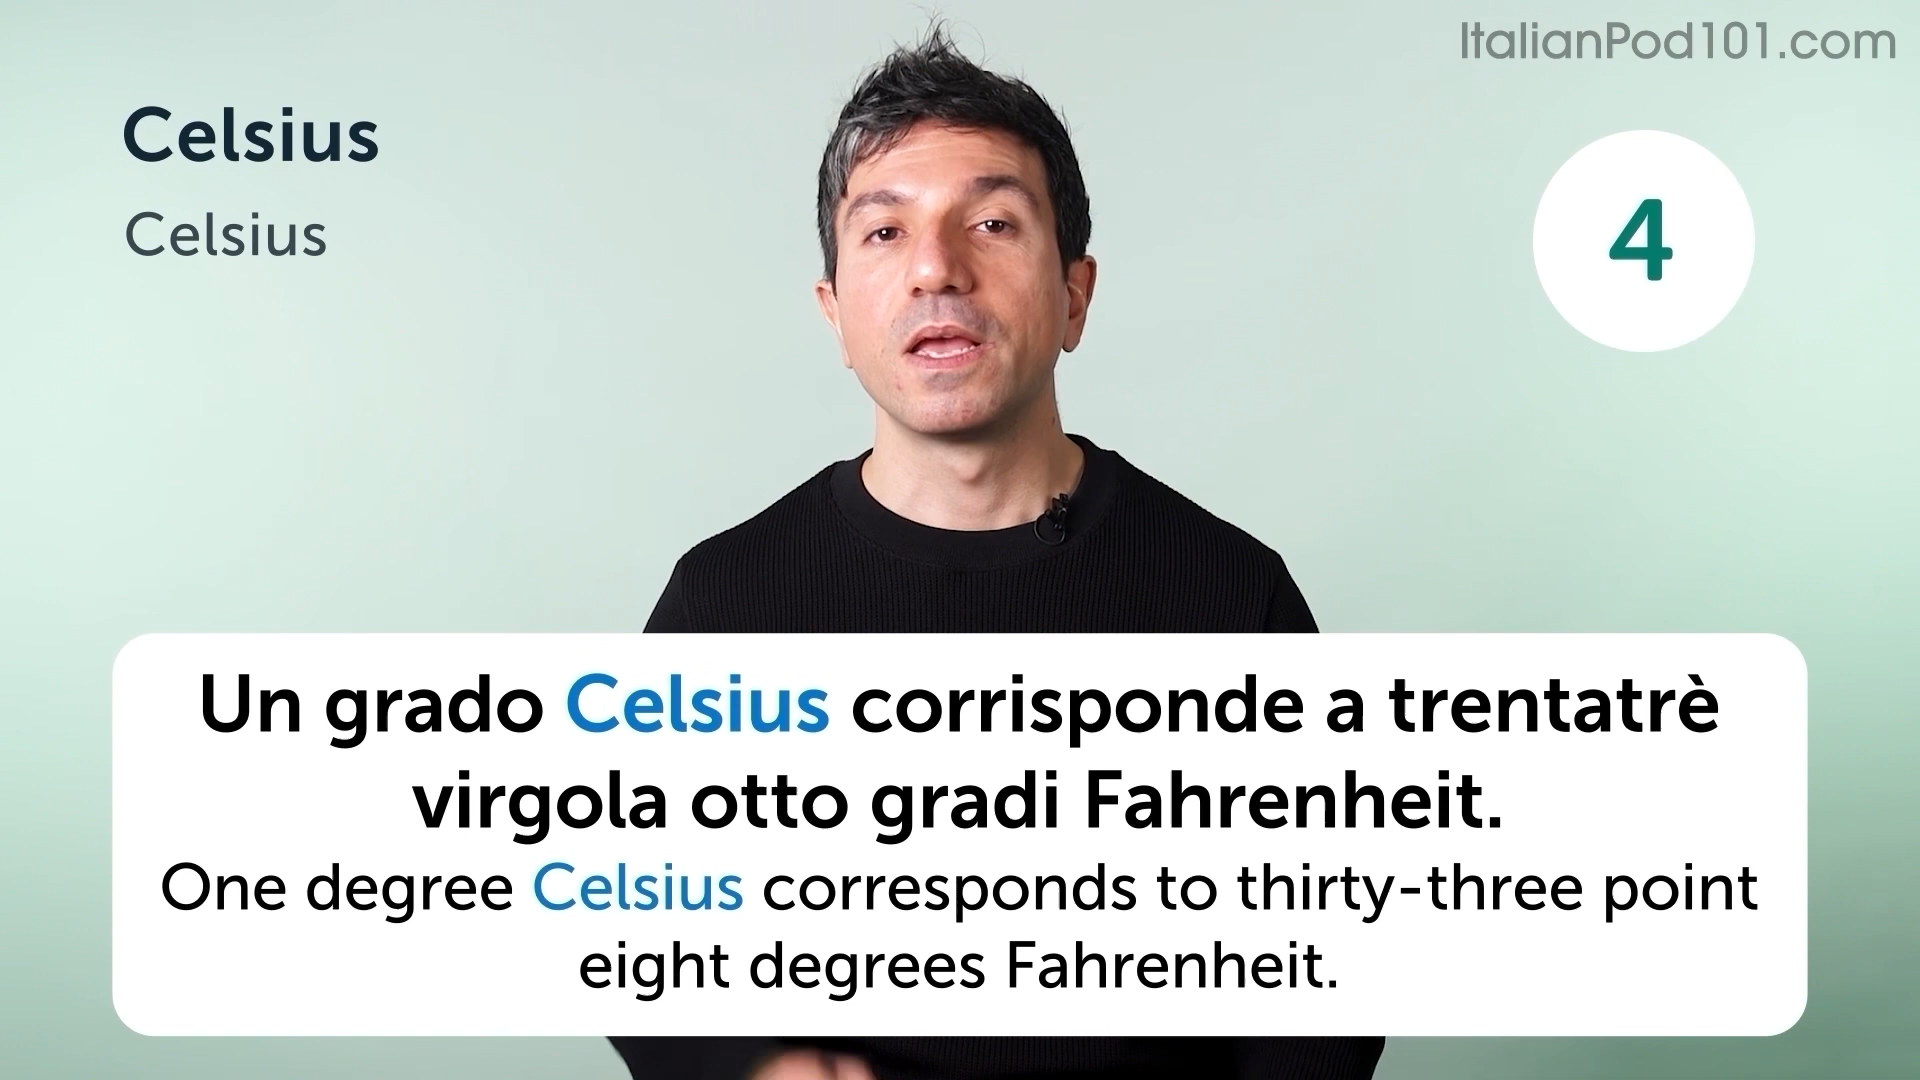 ItalianPod101.com
Celsius
Celsius
4
Un grado Celsius corrisponde a trentatrè
virgola otto gradi Fahrenheit.
One degree Celsius corresponds to thirty-three point
eight degrees Fahrenheit.